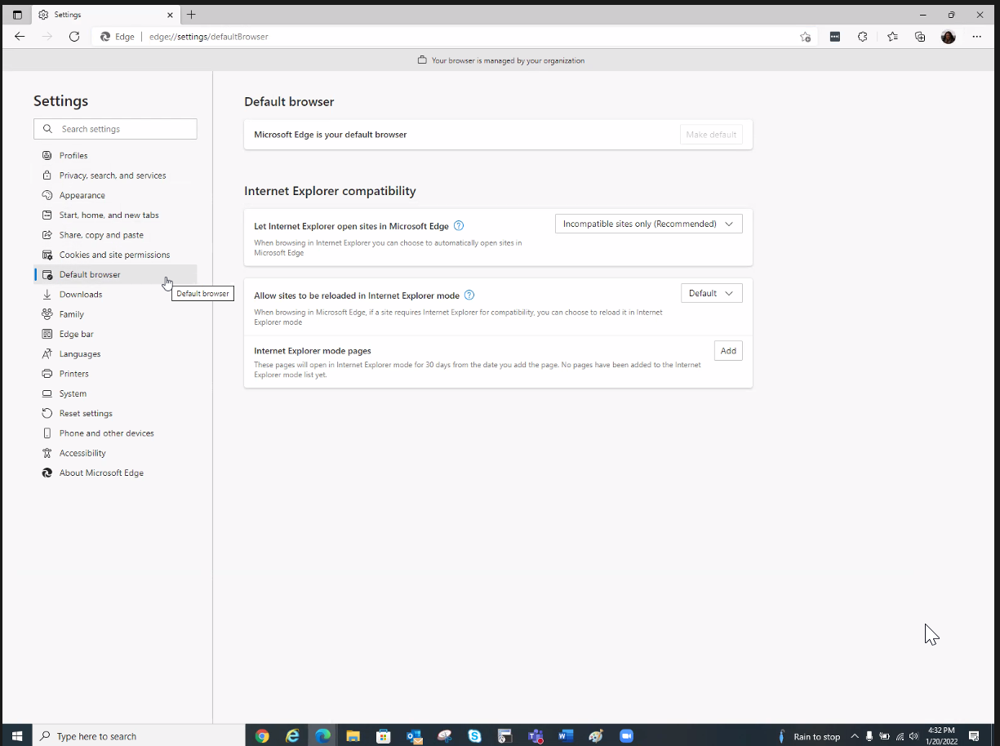 Settings
Edge
edge://settings/defaultBrowser
Your browser is managed by your organization
Settings
Search settings
Profiles
Privacy, search, and services
Appearance
Start, home, and new tabs
Share, copy and paste
Cookies and site permissions
Default browser
Default browser
Downloads
Family
Edge bar
Languages
Printers
System
Reset settings
Phone and other devices
Accessibility
About Microsoft Edge
Default browser
Microsoft Edge is your default browser
Make default
Internet Explorer compatibility
Let Internet Explorer open sites in Microsoft Edge
Incompatible sites only (Recommended)
When browsing in Internet Explorer you can choose to automatically open sites in
Microsoft Edge
Allow sites to be reloaded in Internet Explorer mode
Default
When browsing in Microsoft Edge, if a site requires Internet Explorer for compatibility, you can choose to reload it in Internet
Explorer mode
Internet Explorer mode pages
Add
These pages will open in Internet Explorer mode for 30 days from the date you add the page. No pages have been added to the Internet
Explorer mode list yet.
Type here to search
Rain to stop
4:32 PM
1/20/2022